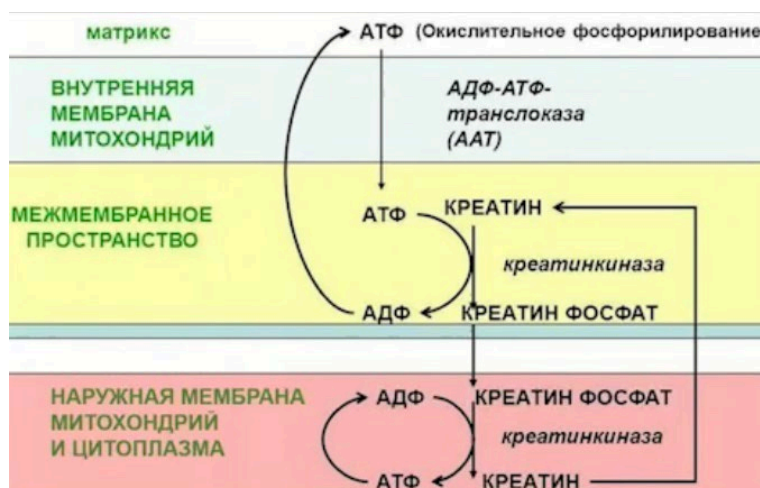 матрикс
АТФ (Окислительное фосфорилирование
ВНУТРЕННЯЯ
МЕМБРАНА
МИТОХОНДРИЙ
АДФ-АТФ-
транслоказа
(ААТ)
МЕЖМЕМБРАННОЕ
ПРОСТРАНСТВО
АТФ
КРЕАТИН
креатинкиназа
АДФ
КРЕАТИН ФОСФАТ
НАРУЖНАЯ МЕМБРАНА
МИТОХОНДРИЙ
И ЦИТОПЛАЗМА
АДФ
КРЕАТИН ФОСФАТ
креатинкиназа
АТФ
КРЕАТИН